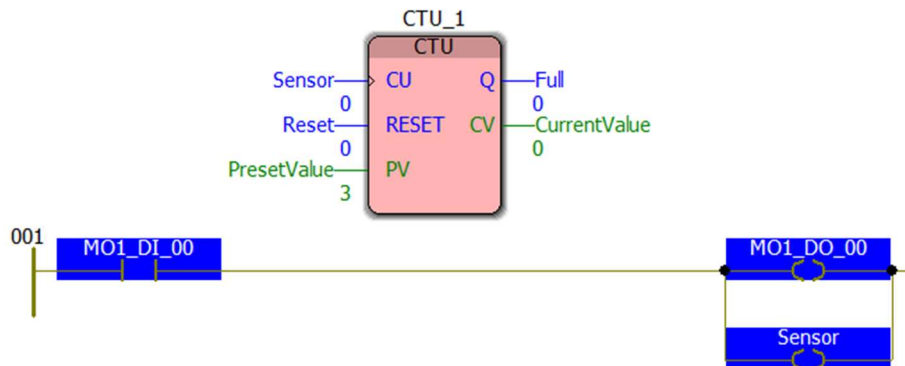 CTU_1
CTU
Sensor CU Q Full
0 0
Reset RESET CV CurrentValue
0 0
PresetValue PV
3
001
MO1_DI_00 MO1_DO_00
Sensor